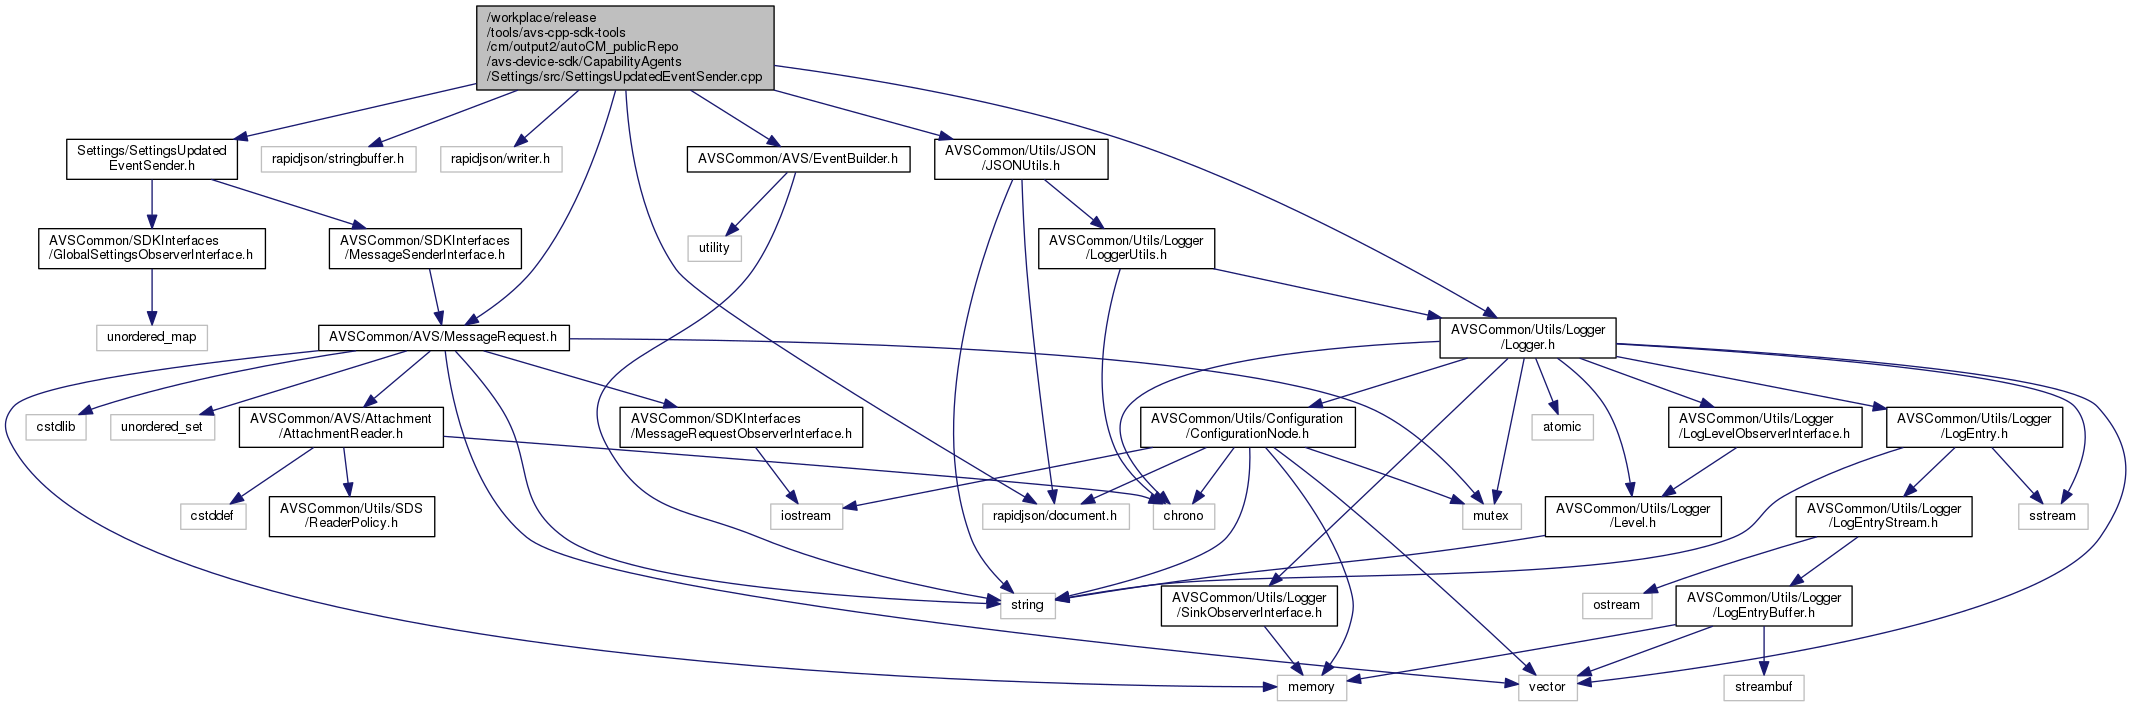 /workplace/release
/tools/avs-cpp-sdk-tools
/cm/output2/autoCM_publicRepo
/avs-device-sdk/CapabilityAgents
/Settings/src/SettingsUpdatedEventSender.cpp
Settings/SettingsUpdated
EventSender.h
rapidjson/stringbuffer.h
rapidjson/writer.h
AVSCommon/AVS/EventBuilder.h
AVSCommon/Utils/JSON
/JSONUtils.h
AVSCommon/SDKInterfaces
/GlobalSettingsObserverInterface.h
AVSCommon/SDKInterfaces
/MessageSenderInterface.h
utility
AVSCommon/Utils/Logger
/LoggerUtils.h
unordered_map
AVSCommon/AVS/MessageRequest.h
AVSCommon/Utils/Logger
/Logger.h
cstdlib
unordered_set
AVSCommon/AVS/Attachment
/AttachmentReader.h
AVSCommon/SDKInterfaces
/MessageRequestObserverInterface.h
AVSCommon/Utils/Configuration
/ConfigurationNode.h
atomic
AVSCommon/Utils/Logger
/LogLevelObserverInterface.h
AVSCommon/Utils/Logger
/LogEntry.h
cstddef
AVSCommon/Utils/SDS
/ReaderPolicy.h
iostream
rapidjson/document.h
chrono
mutex
AVSCommon/Utils/Logger
/Level.h
AVSCommon/Utils/Logger
/LogEntryStream.h
sstream
string
AVSCommon/Utils/Logger
/SinkObserverInterface.h
ostream
AVSCommon/Utils/Logger
/LogEntryBuffer.h
memory
vector
streambuf